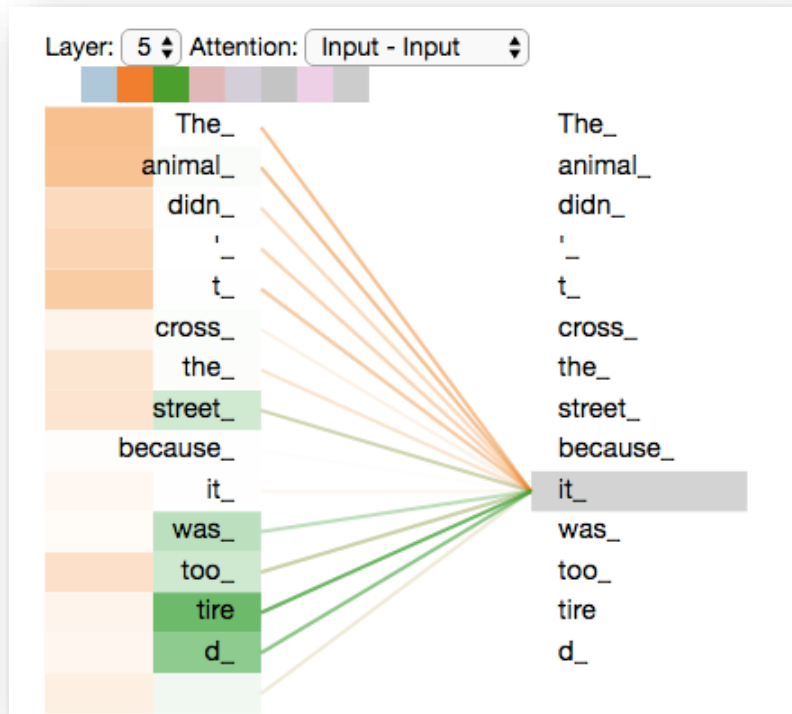 Layer: 5 Attention: Input - Input
The_ The_
animal_ animal_
didn_ didn_
'_ '_
t_ t_
cross_ cross_
the_ the_
street_ street_
because_ because_
it_ it_
was_ was_
too_ too_
tire tire
d_ d_